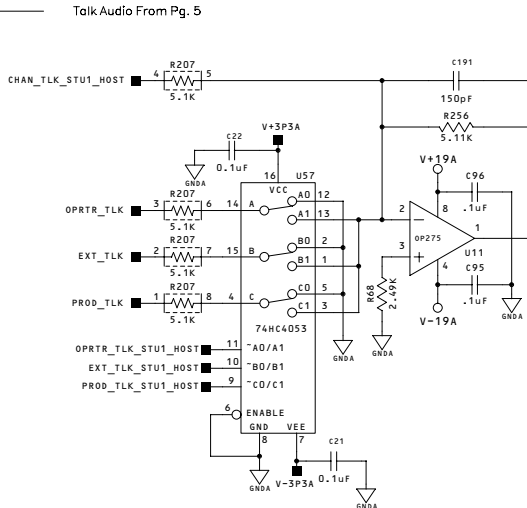 Talk Audio From Pg. 5
CHAN_TLK_STU1_HOST 4 R207 5
5.1K
C191
150pF
R256
5.11K
C22
0.1uF
GNDA
V+3P3A
16 U57
VCC
OPRTR_TLK 3 R207 6 14 A
5.1K
A0 12
A1 13
EXT_TLK 2 R207 7 15 B
5.1K
B0 2
B1 1
PROD_TLK 1 R207 8 4 C
5.1K
C0 5
C1 3
74HC4053
OPRTR_TLK_STU1_HOST 11 ~A0/A1
EXT_TLK_STU1_HOST 10 ~B0/B1
PROD_TLK_STU1_HOST 9 ~C0/C1
6 ENABLE
GND VEE
8 7
GNDA
V-3P3A
C21
0.1uF
GNDA
GNDA
V+19A
C96
.1uF
2 8
OP275 1
3 U11
4
R68
2.49K
GNDA
C95
.1uF
V-19A
GNDA